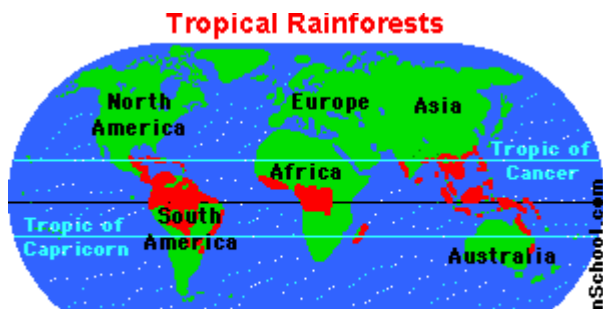 Tropical Rainforests
North
America
Europe
Asia
Tropic of
Cancer
Africa
South
America
Tropic of
Capricorn
Australia
nSchool.com